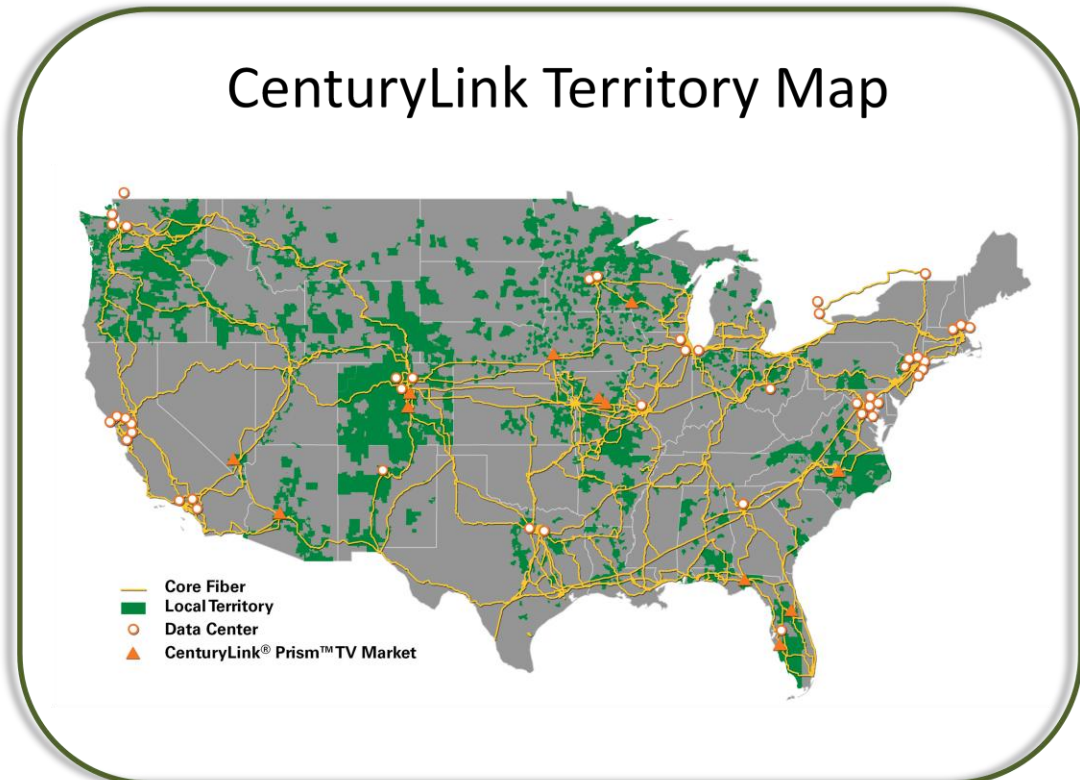 CenturyLink Territory Map
Core Fiber
Local Territory
Data Center
CenturyLink® Prism™ TV Market